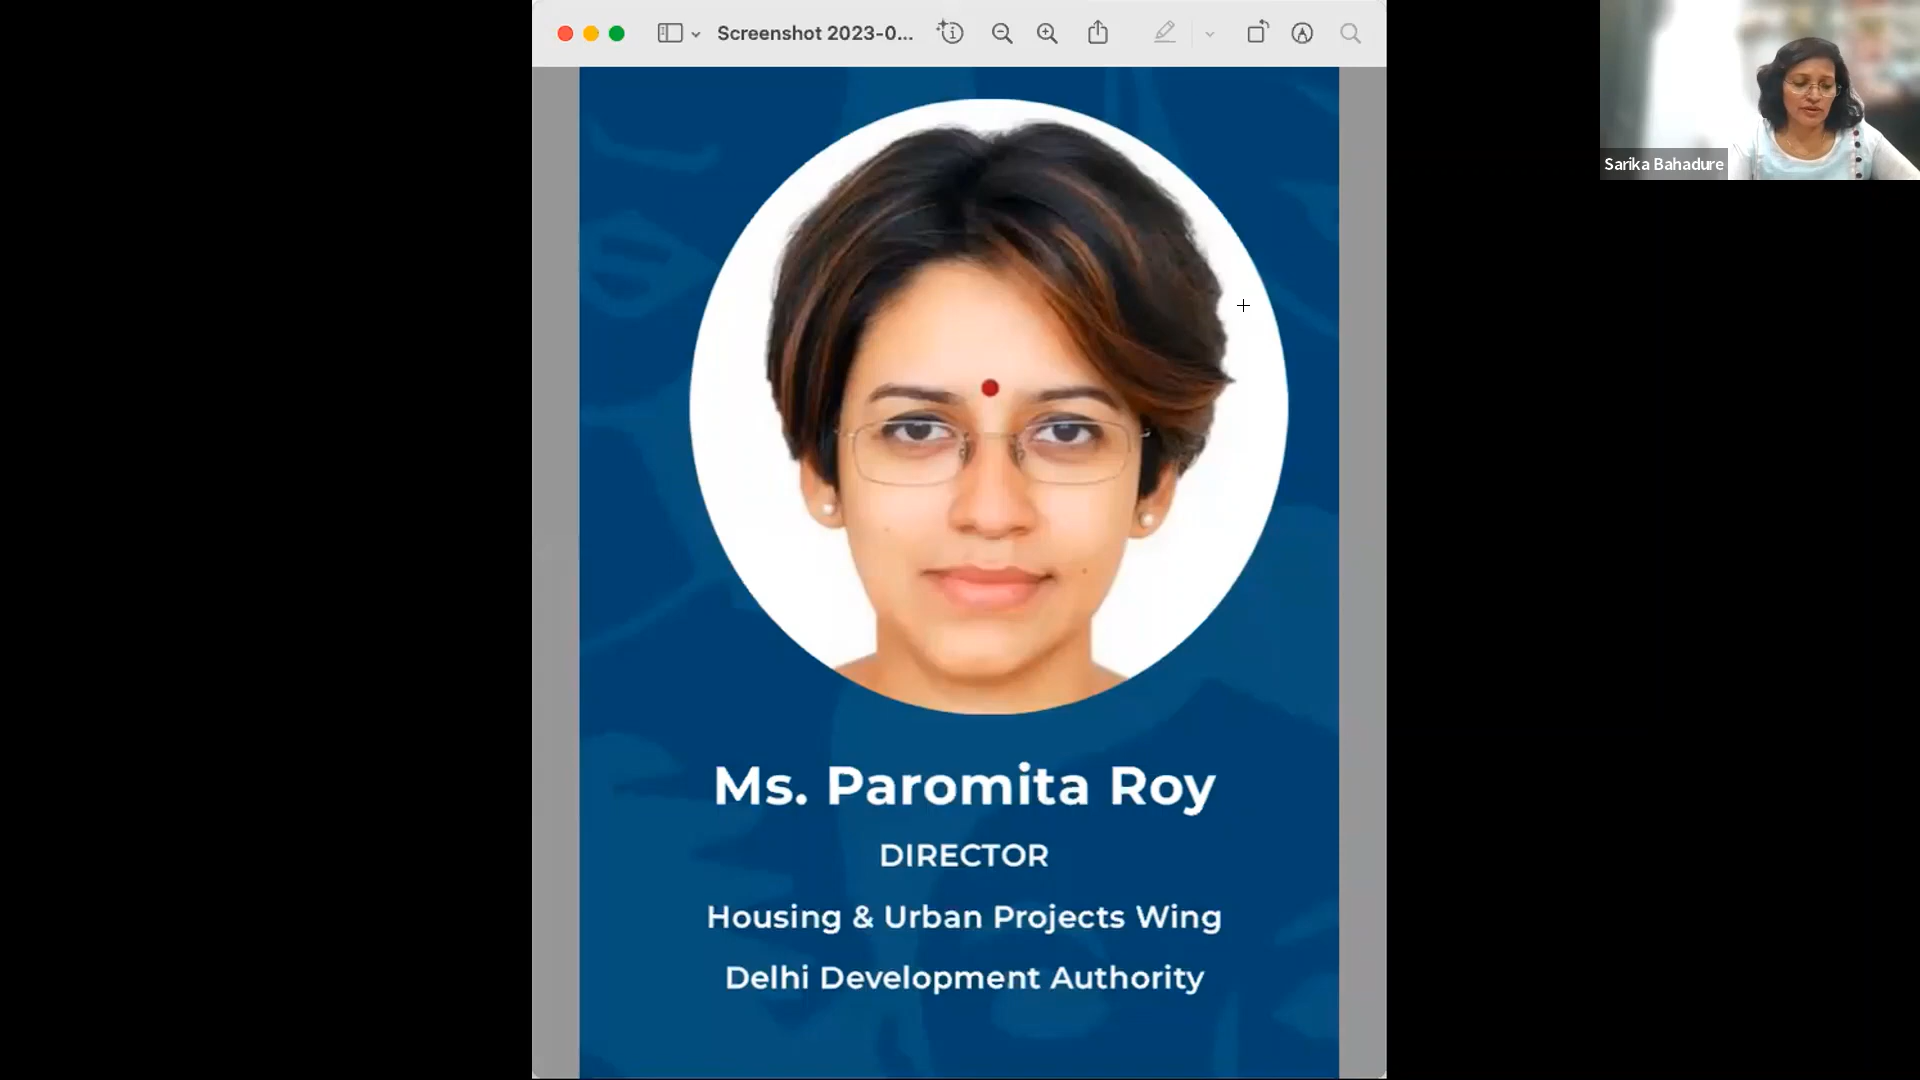 Screenshot 2023-0...
Sarika Bahadure
Ms. Paromita Roy
DIRECTOR
Housing & Urban Projects Wing
Delhi Development Authority